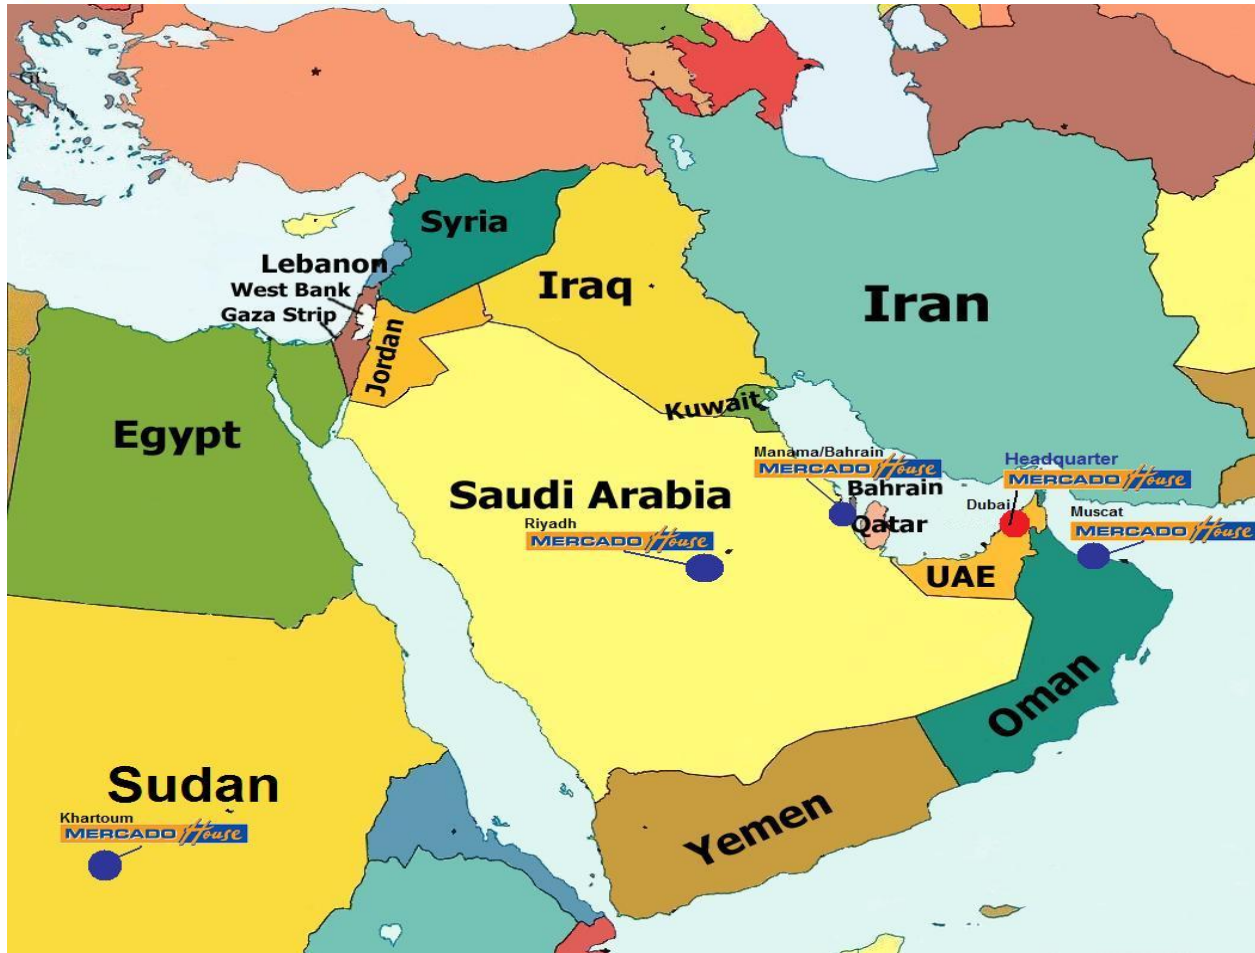 Syria
Lebanon
West Bank
Gaza Strip
Iraq
Iran
Jordan
30
Kuwait
Egypt
Manama/Bahrain
MERCADO House
Headquarter
MERCADO House
Saudi Arabia
Bahrain
Dubai
Muscat
MERCADO House
Riyadh
MERCADO House
Qatar
UAE
Oman
Sudan
Khartoum
MERCADO House
Yemen